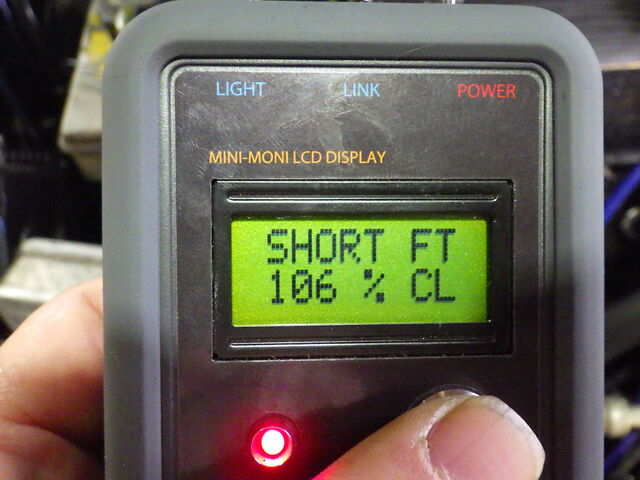 LIGHT LINK POWER
MINI-MONI LCD DISPLAY
SHORT FT
106 % CL